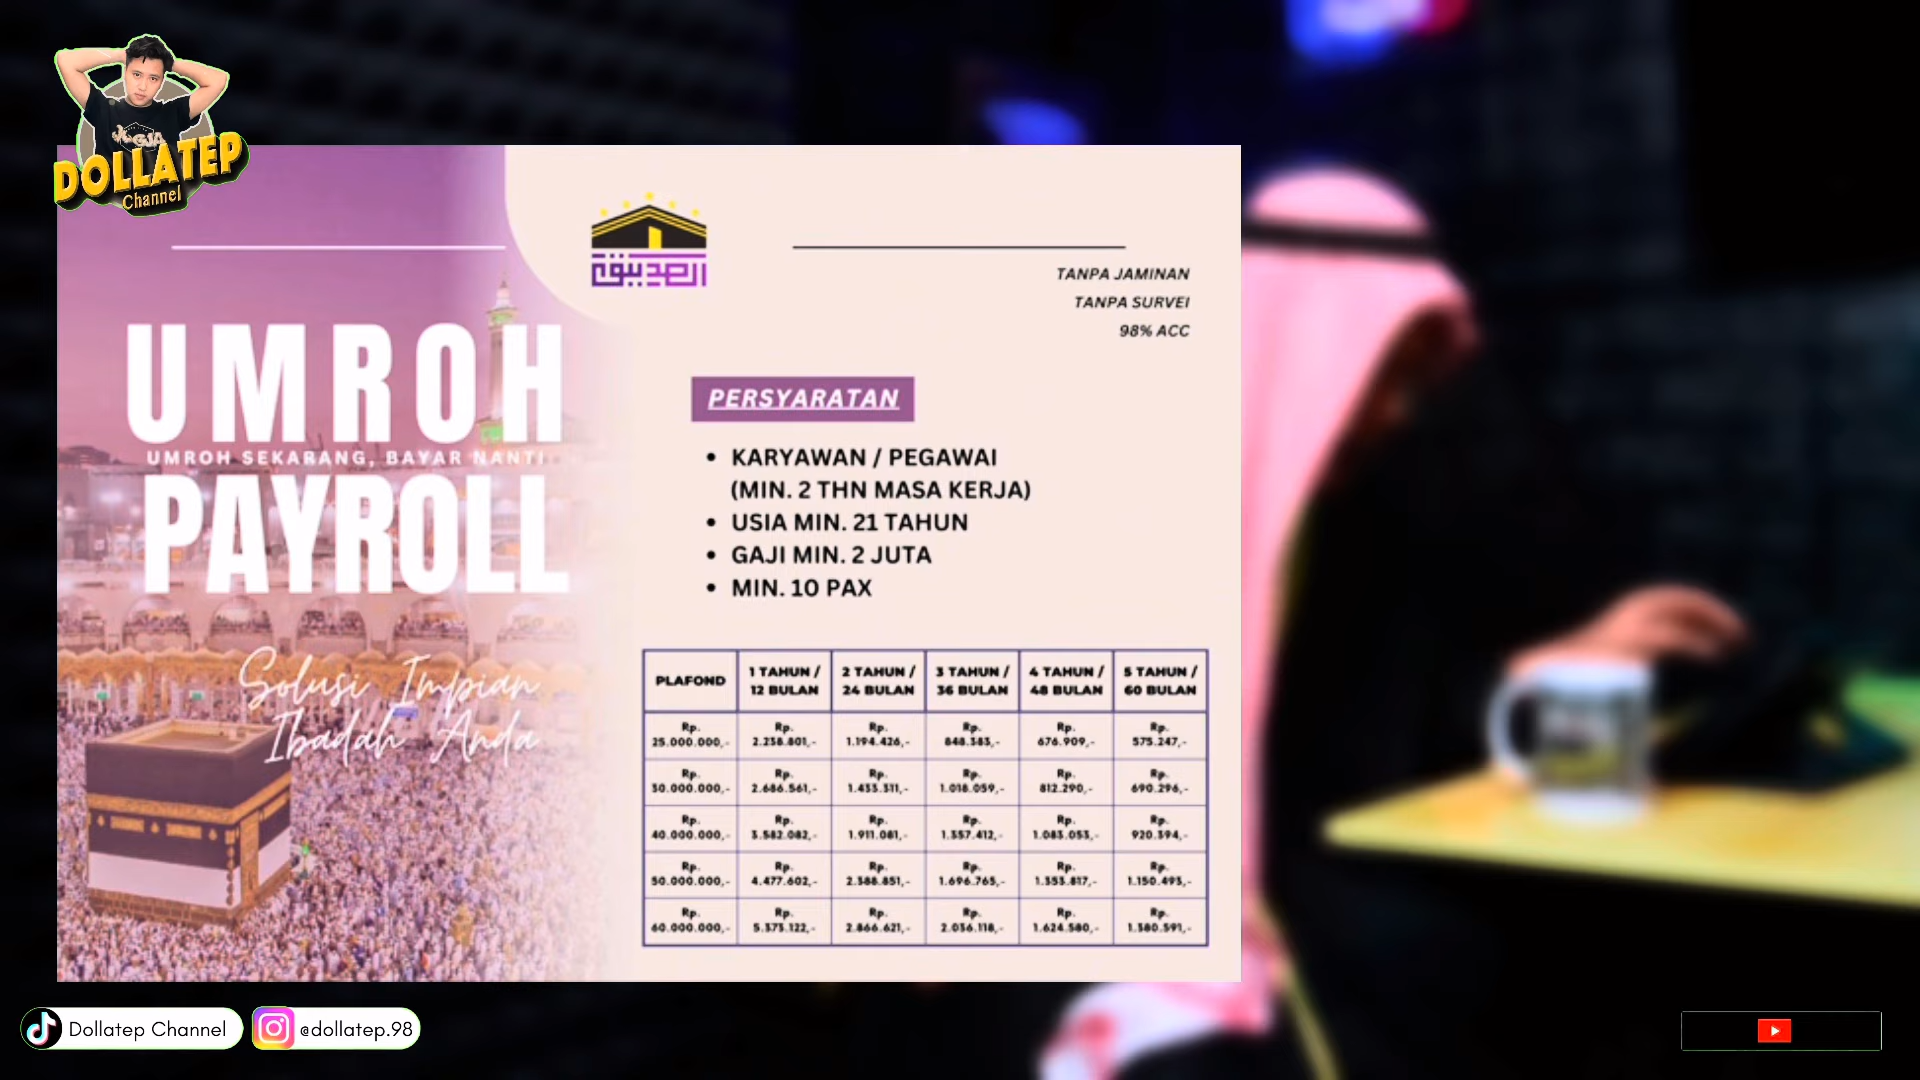 DOLLATEP
Channel
الصديق
TANPA JAMINAN
TANPA SURVEI
98% ACC
UMROH
UMROH SEKARANG, BAYAR NANTI
PAYROLL
Solusi Impian
Ibadah Anda
PERSYARATAN
• KARYAWAN / PEGAWAI
(MIN. 2 THN MASA KERJA)
• USIA MIN. 21 TAHUN
• GAJI MIN. 2 JUTA
• MIN. 10 PAX
PLAFOND 1 TAHUN / 12 BULAN 2 TAHUN / 24 BULAN 3 TAHUN / 36 BULAN 4 TAHUN / 48 BULAN 5 TAHUN / 60 BULAN
Rp. 25.000.000,- Rp. 2.238.801,- Rp. 1.194.426,- Rp. 848.383,- Rp. 676.909,- Rp. 575.247,-
Rp. 30.000.000,- Rp. 2.686.561,- Rp. 1.433.311,- Rp. 1.018.059,- Rp. 812.290,- Rp. 690.296,-
Rp. 40.000.000,- Rp. 3.582.082,- Rp. 1.911.081,- Rp. 1.357.412,- Rp. 1.083.053,- Rp. 920.394,-
Rp. 50.000.000,- Rp. 4.477.602,- Rp. 2.388.851,- Rp. 1.696.765,- Rp. 1.353.817,- Rp. 1.150.493,-
Rp. 60.000.000,- Rp. 5.373.122,- Rp. 2.866.621,- Rp. 2.036.118,- Rp. 1.624.580,- Rp. 1.380.591,-
Dollatep Channel
@dollatep.98